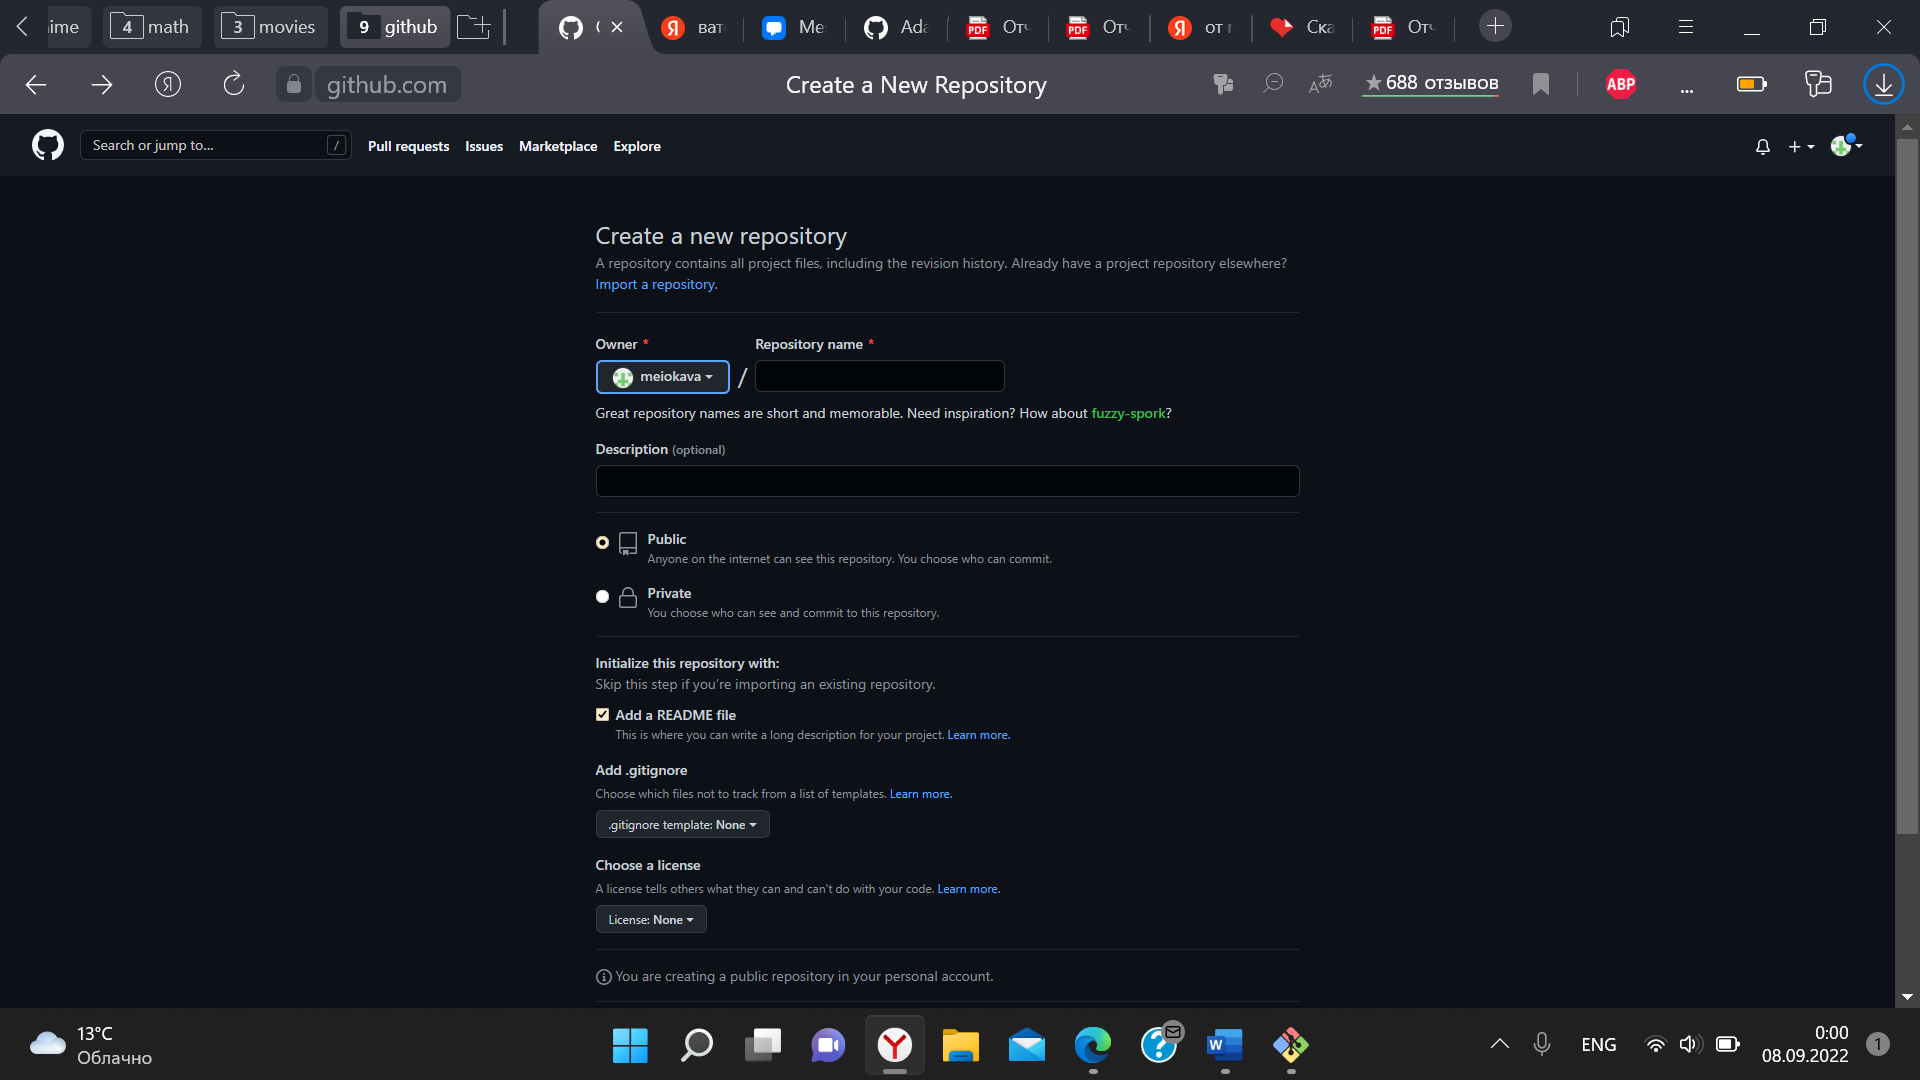 ime
4 math
3 movies
9 github
Я ват
Me
Ada
PDF Отч
PDF Отч
Я от г
Ска
PDF Отч
Я
github.com
Create a New Repository
★688 отзывов
ABP
...
Search or jump to... /
Pull requests Issues Marketplace Explore
Create a new repository
A repository contains all project files, including the revision history. Already have a project repository elsewhere?
Import a repository.
Owner * Repository name *
meiokava /
Great repository names are short and memorable. Need inspiration? How about fuzzy-spork?
Description (optional)
Public
Anyone on the internet can see this repository. You choose who can commit.
Private
You choose who can see and commit to this repository.
Initialize this repository with:
Skip this step if you're importing an existing repository.
Add a README file
This is where you can write a long description for your project. Learn more.
Add .gitignore
Choose which files not to track from a list of templates. Learn more.
.gitignore template: None
Choose a license
A license tells others what they can and can't do with your code. Learn more.
License: None
You are creating a public repository in your personal account.
13°C
Облачно
ENG
0:00
08.09.2022
1